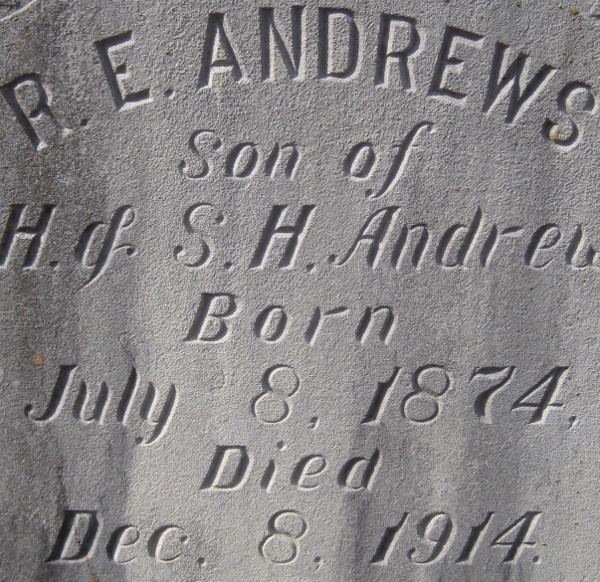 R. E. ANDREWS
son of
H. & S. H. Andrew
Born
July 8, 1874,
Died
Dec. 8, 1914.